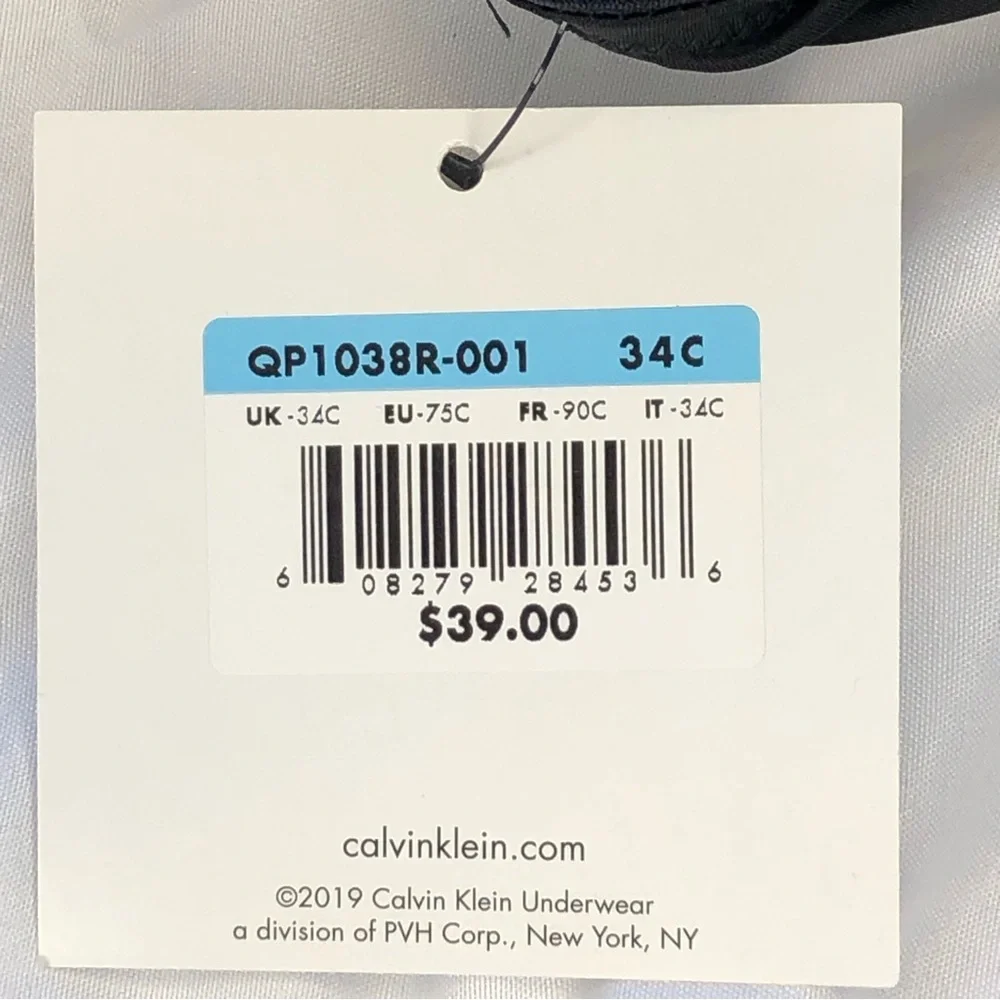 QP1038R-001 34C
UK-34C EU-75C FR-90C IT-34C
6 08279 28453 6
$39.00
calvinklein.com
©2019 Calvin Klein Underwear
a division of PVH Corp., New York, NY